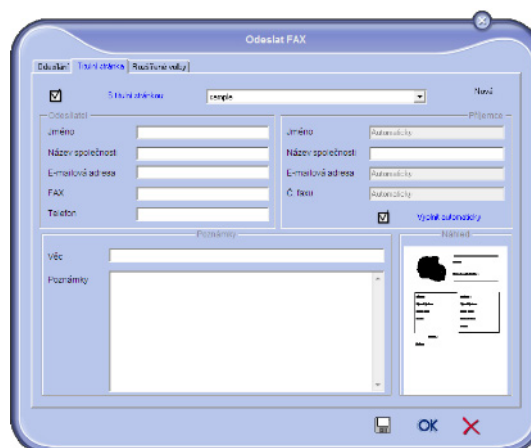 Odeslat FAX
Odeslání Titulní stránka Rozšířené volby
S titulní stránkou sample Nová
Odesílatel
Jméno
Název společnosti
E-mailová adresa
FAX
Telefon
Příjemce
Jméno Automaticky
Název společnosti
E-mailová adresa Automaticky
Č. faxu Automaticky
Vyplnit automaticky
Poznámky
Věc
Poznámky
Náhled
OK